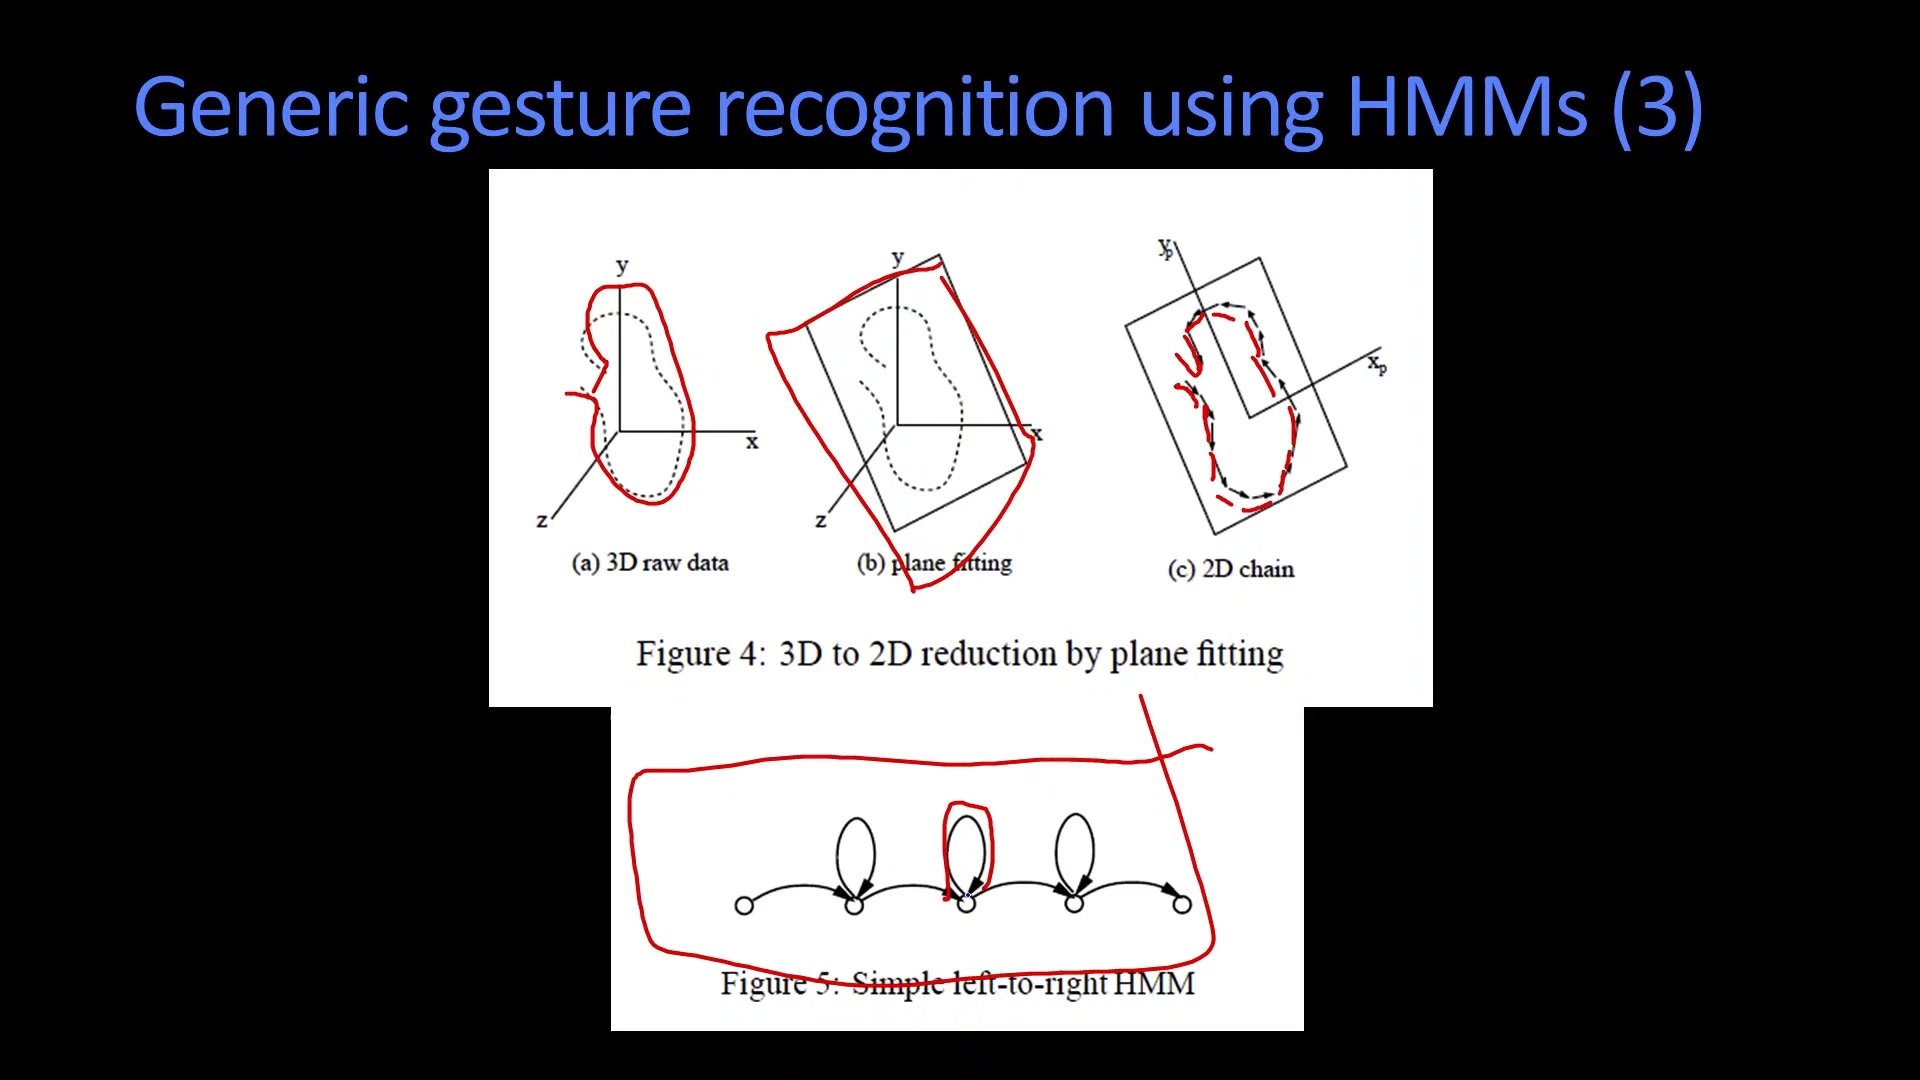 Generic gesture recognition using HMMs (3)
y
x
z
(a) 3D raw data
y
x
z
(b) plane fitting
yp
xp
(c) 2D chain
Figure 4: 3D to 2D reduction by plane fitting
Figure 5: Simple left-to-right HMM